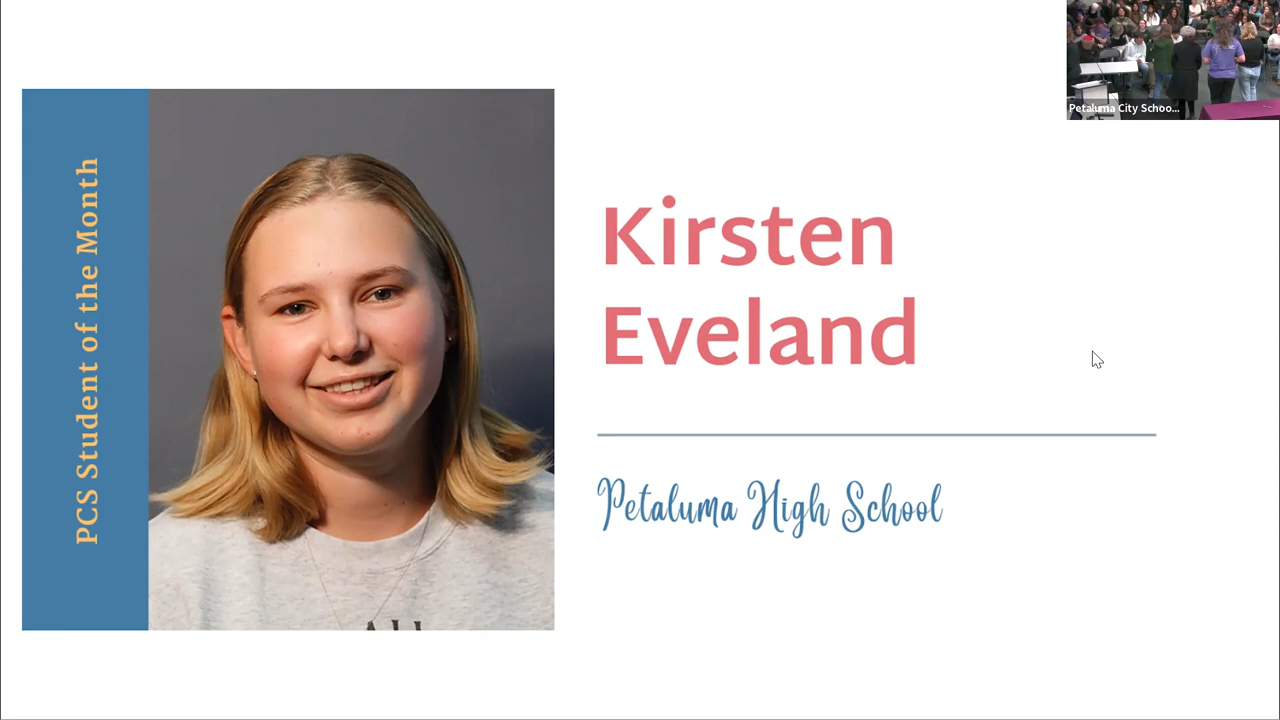 Petaluma City Schoo...
PCS Student of the Month
Kirsten
Eveland
Petaluma High School